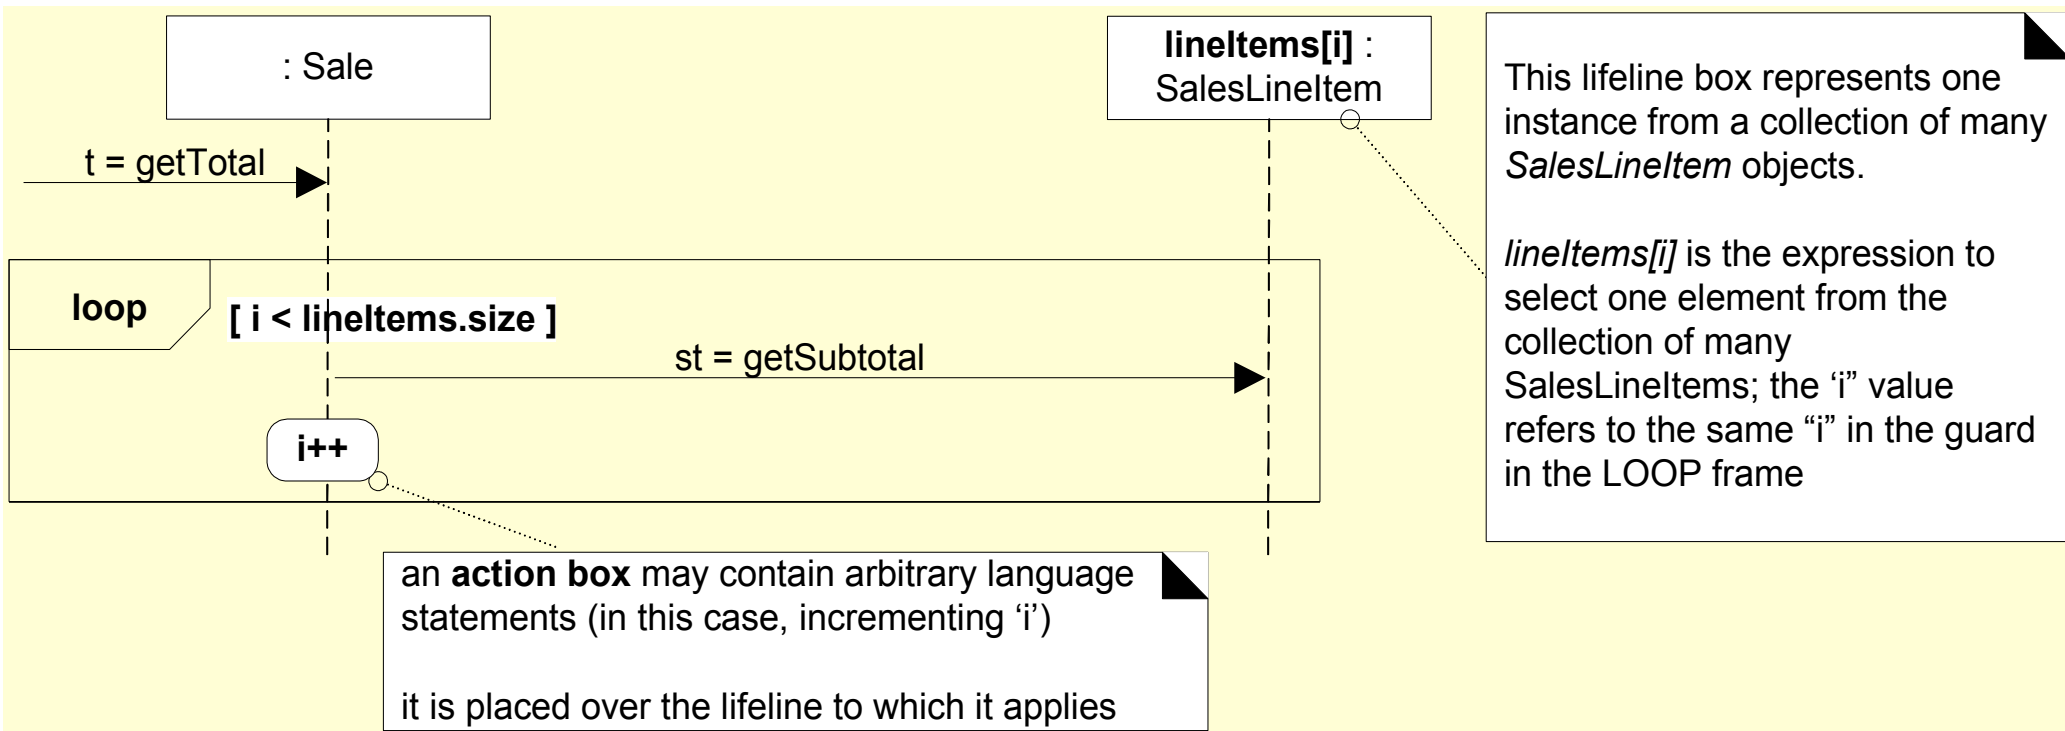 : Sale
lineItems[i] :
SalesLineItem
t = getTotal
loop
[ i < lineItems.size ]
st = getSubtotal
i++
an action box may contain arbitrary language
statements (in this case, incrementing ‘i’)
it is placed over the lifeline to which it applies
This lifeline box represents one
instance from a collection of many
SalesLineItem objects.
lineItems[i] is the expression to
select one element from the
collection of many
SalesLineItems; the ‘i” value
refers to the same “i” in the guard
in the LOOP frame